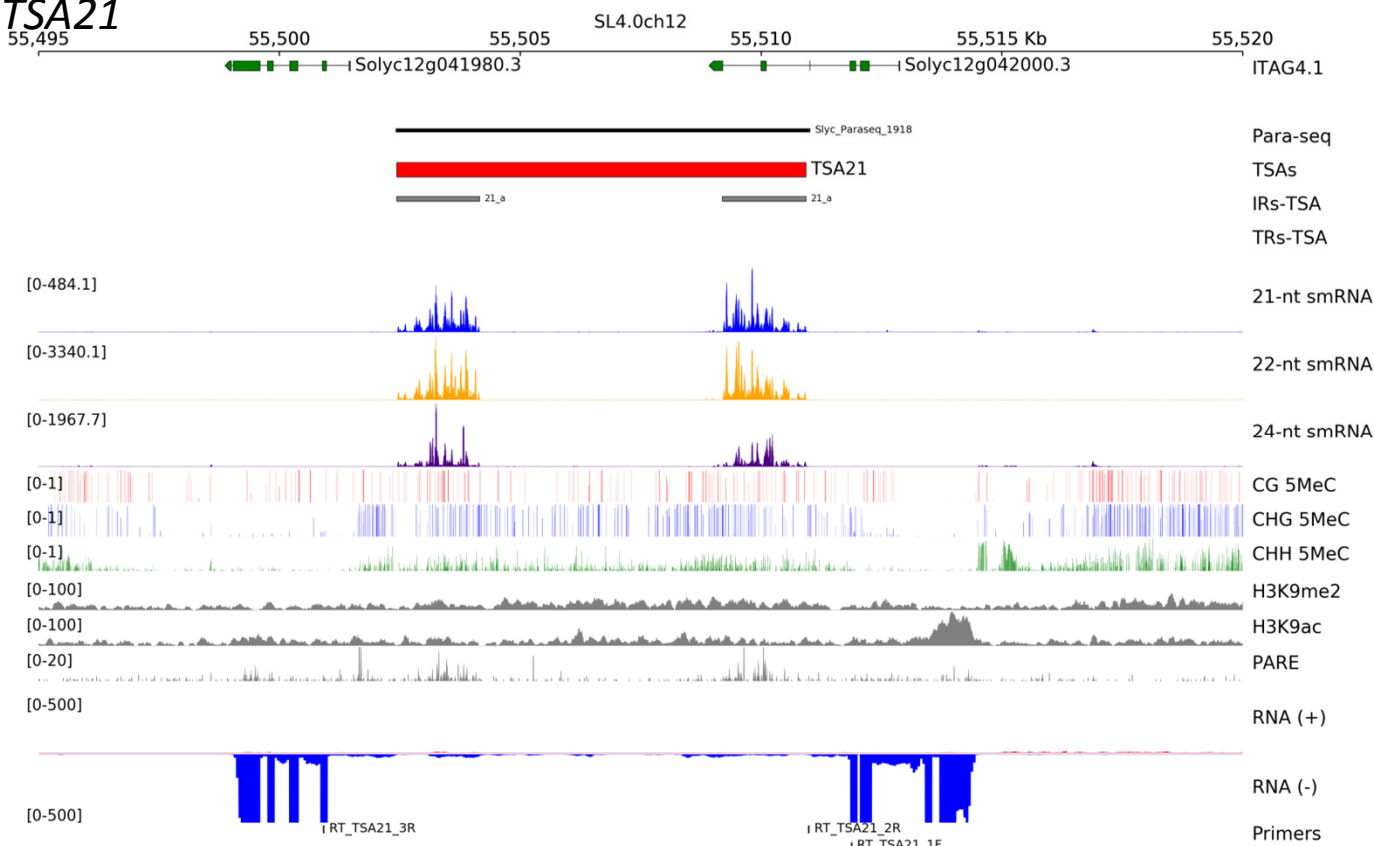 TSA21
SL4.0ch12
55,495 55,500 55,505 55,510 55,515 Kb 55,520
Solyc12g041980.3 Solyc12g042000.3 ITAG4.1
Slyc_Paraseq_1918 Para-seq
TSA21 TSAs
21_a 21_a IRs-TSA
TRs-TSA
[0-484.1] 21-nt smRNA
[0-3340.1] 22-nt smRNA
[0-1967.7] 24-nt smRNA
[0-1] CG 5MeC
[0-1] CHG 5MeC
[0-1] CHH 5MeC
[0-100] H3K9me2
[0-100] H3K9ac
[0-20] PARE
[0-500] RNA (+)
RNA (-)
[0-500]
RT_TSA21_3R RT_TSA21_2R Primers
RT_TSA21_1F